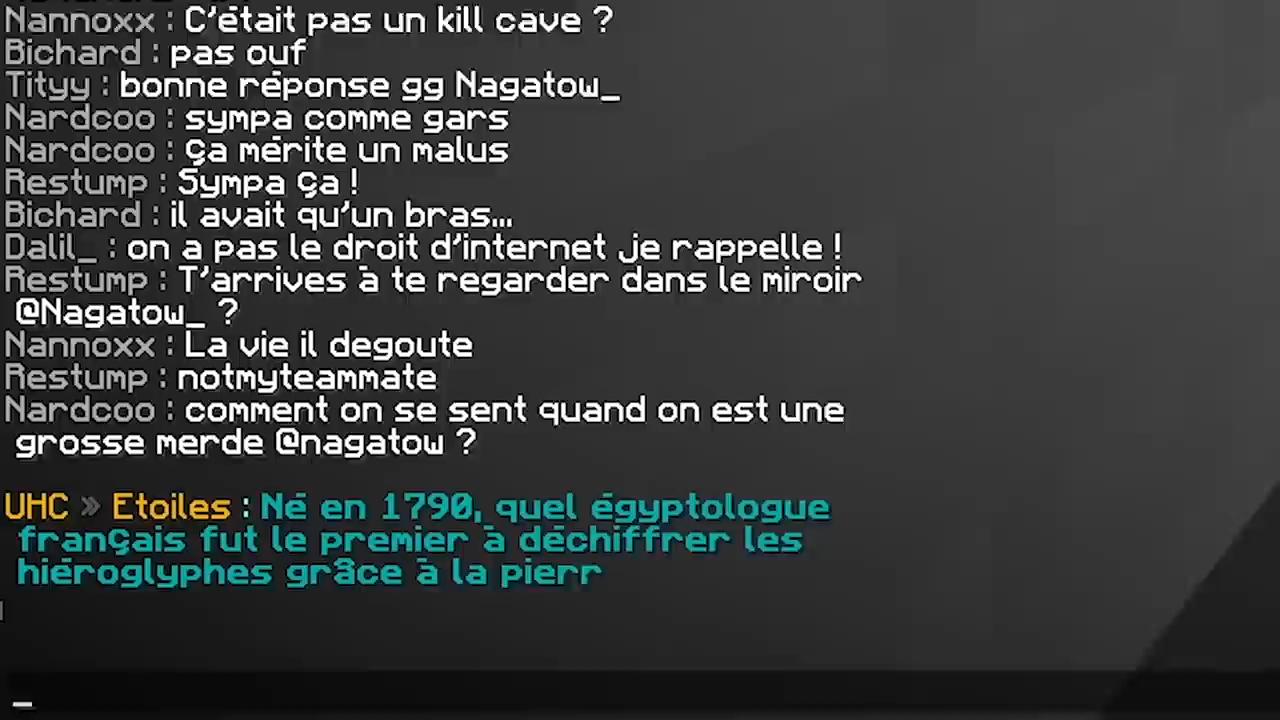 Nannoxx : C'était pas un kill cave ?
Bichard : pas ouf
Tityy : bonne réponse gg Nagatow_
Nardcoo : sympa comme gars
Nardcoo : ça mérite un malus
Restump : Sympa ça !
Bichard : il avait qu'un bras...
Dalil_ : on a pas le droit d'internet je rappelle !
Restump : T'arrives à te regarder dans le miroir
@Nagatow_ ?
Nannoxx : La vie il degoute
Restump : notmyteammate
Nardcoo : comment on se sent quand on est une
grosse merde @nagatow ?
UHC » Etoiles : Né en 1790, quel égyptologue
français fut le premier à déchiffrer les
hiéroglyphes grâce à la pierr
_